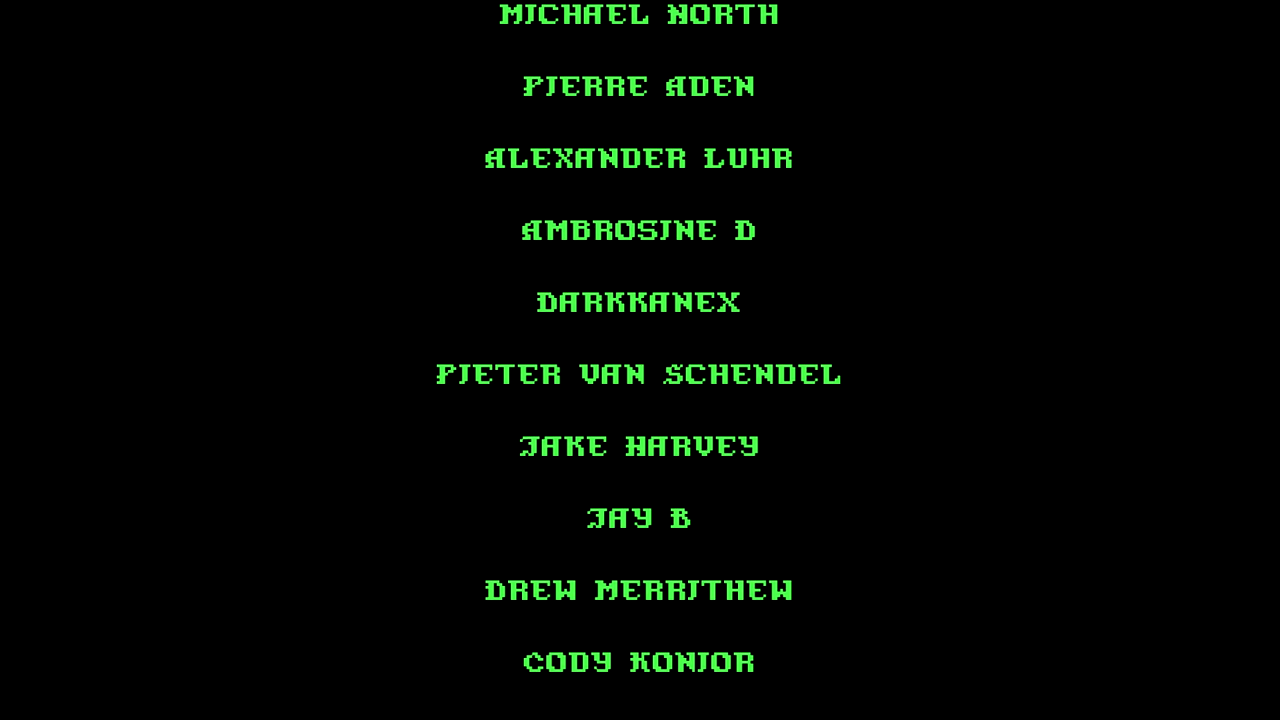 MICHAEL NORTH
PIERRE ADEN
ALEXANDER LUHR
AMBROSINE D
DARKKANEX
PIETER VAN SCHENDEL
JAKE HARVEY
JAY B
DREW MERRITHEW
CODY KONIOR